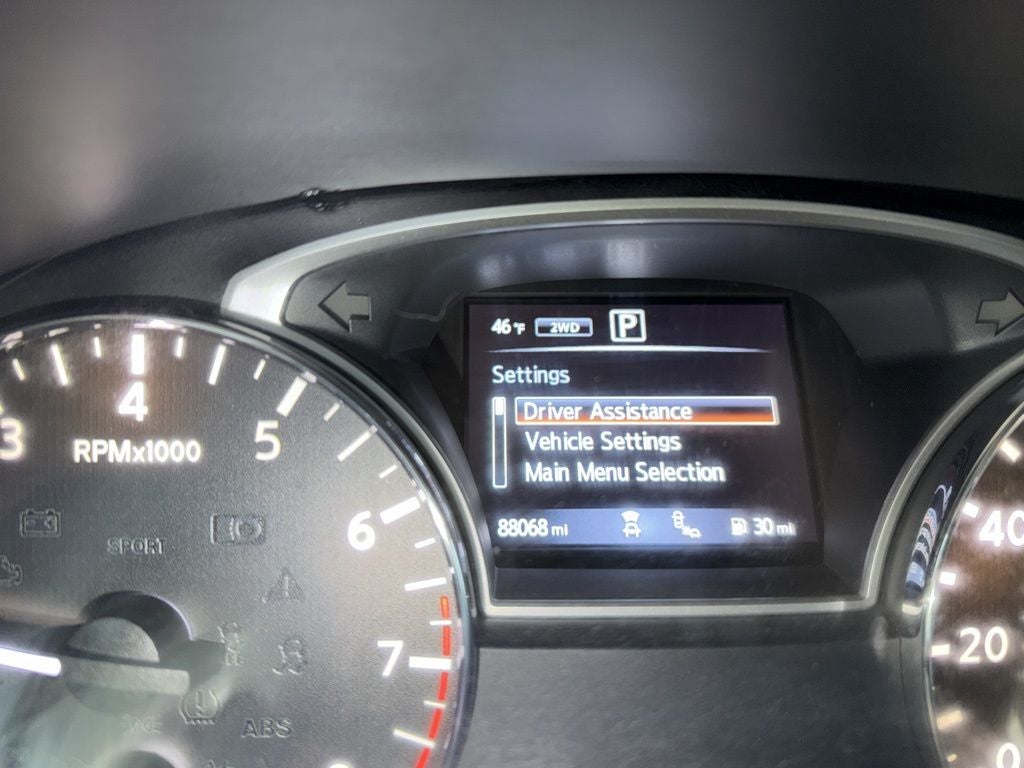 46°F 2WD P
Settings
Driver Assistance
Vehicle Settings
Main Menu Selection
88068 mi 30 mi
3
4
5
6
7
RPMx1000
SPORT
ABS
40
20
0